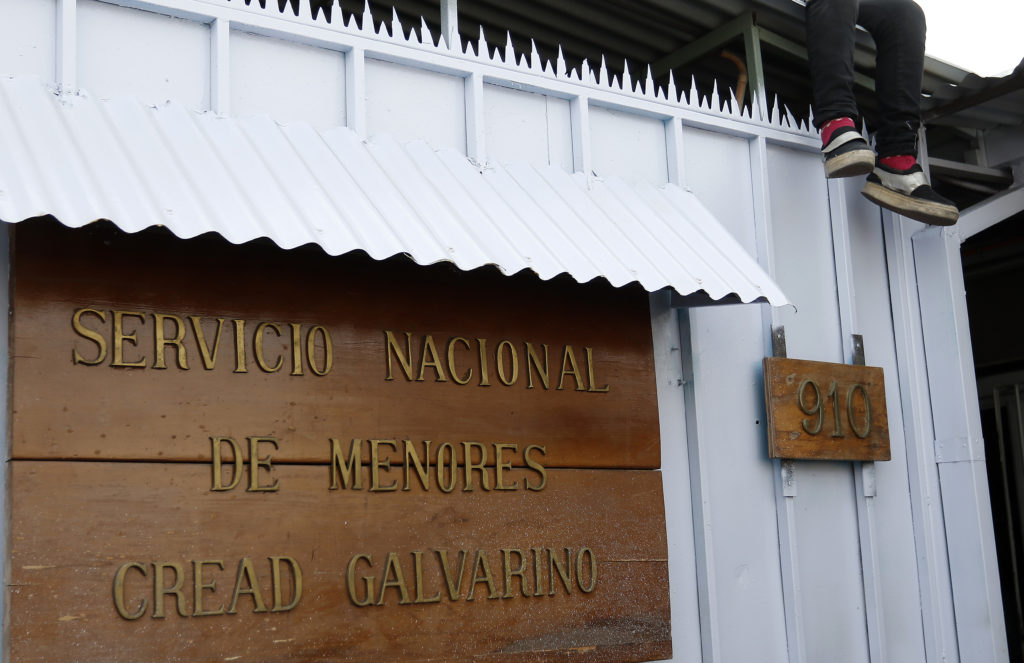 SERVICIO NACIONAL
DE MENORES
CREAD GALVARINO
910